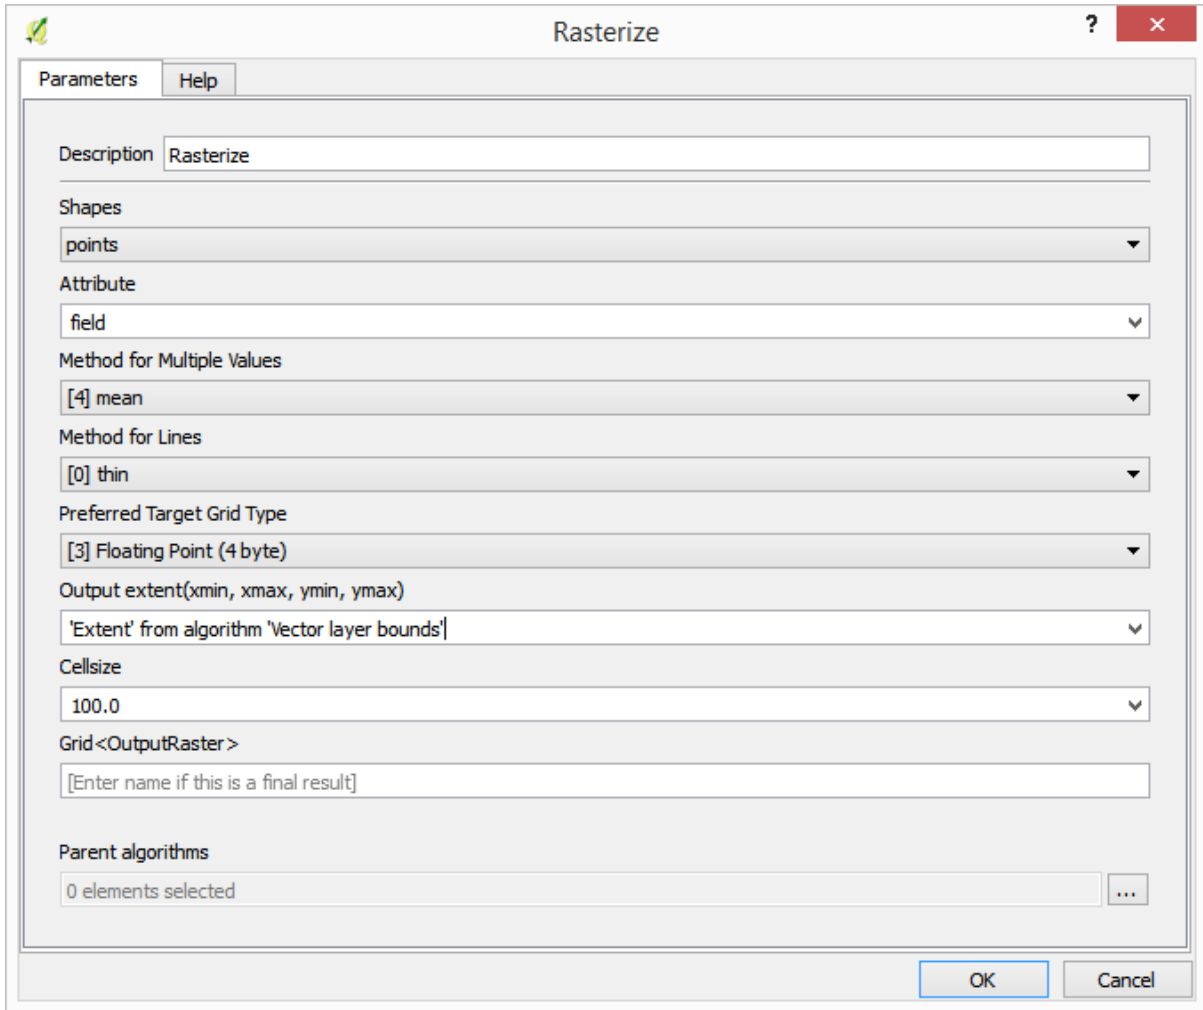 Rasterize
?
Parameters Help
Description Rasterize
Shapes
points
Attribute
field
Method for Multiple Values
[4] mean
Method for Lines
[0] thin
Preferred Target Grid Type
[3] Floating Point (4 byte)
Output extent(xmin, xmax, ymin, ymax)
'Extent' from algorithm 'Vector layer bounds'
Cellsize
100.0
Grid<OutputRaster>
[Enter name if this is a final result]
Parent algorithms
0 elements selected ...
OK Cancel